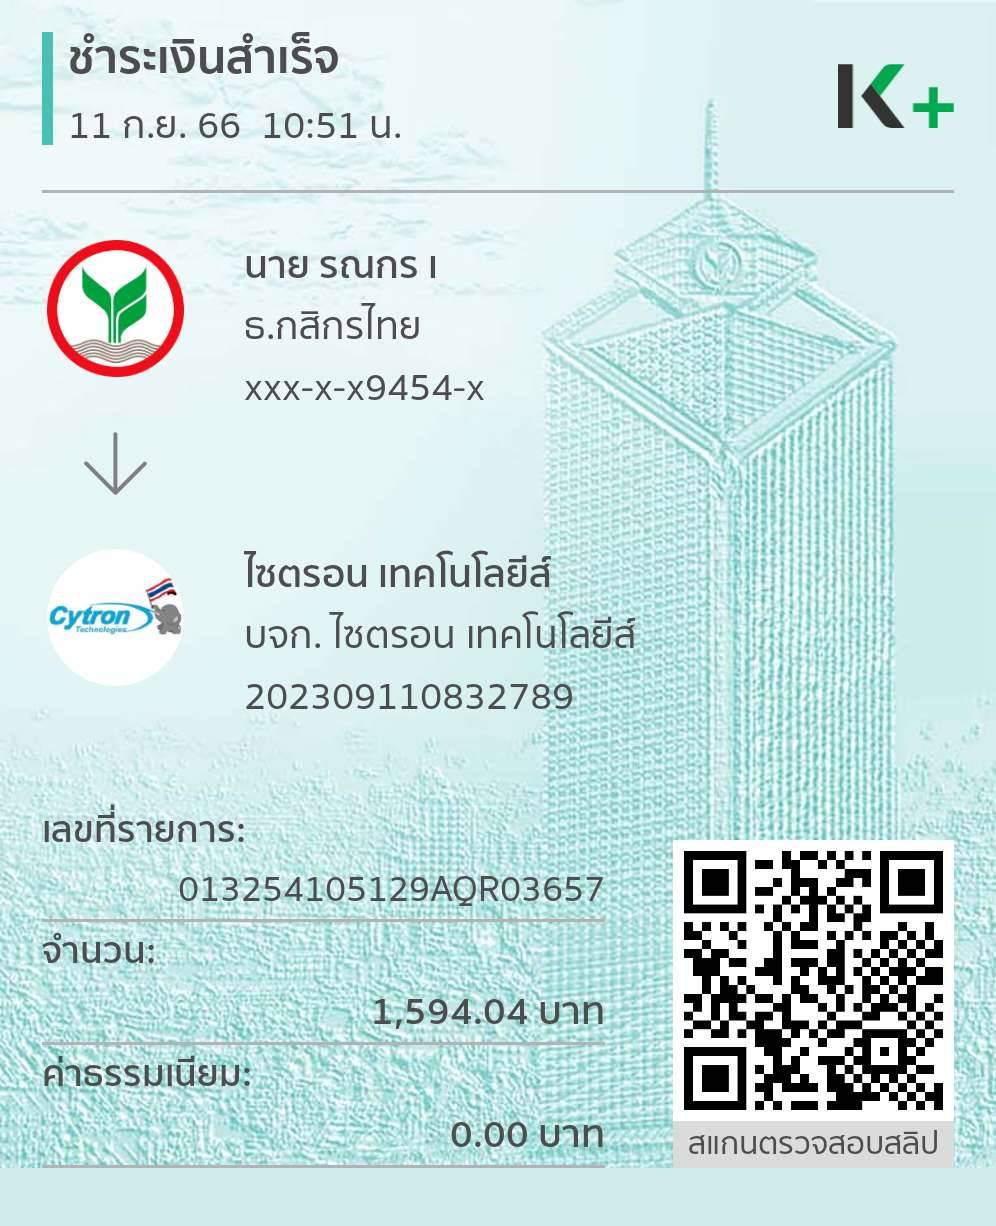 ชำระเงินสำเร็จ
11 ก.ย. 66 10:51 น.
K+
นาย รณกร เ
ธ.กสิกรไทย
xxx-x-x9454-x
Cytron
Technologies
ไซตรอน เทคโนโลยีส์
บจก. ไซตรอน เทคโนโลยีส์
202309110832789
เลขที่รายการ:
013254105129AQR03657
จำนวน:
1,594.04 บาท
ค่าธรรมเนียม:
0.00 บาท
สแกนตรวจสอบสลิป